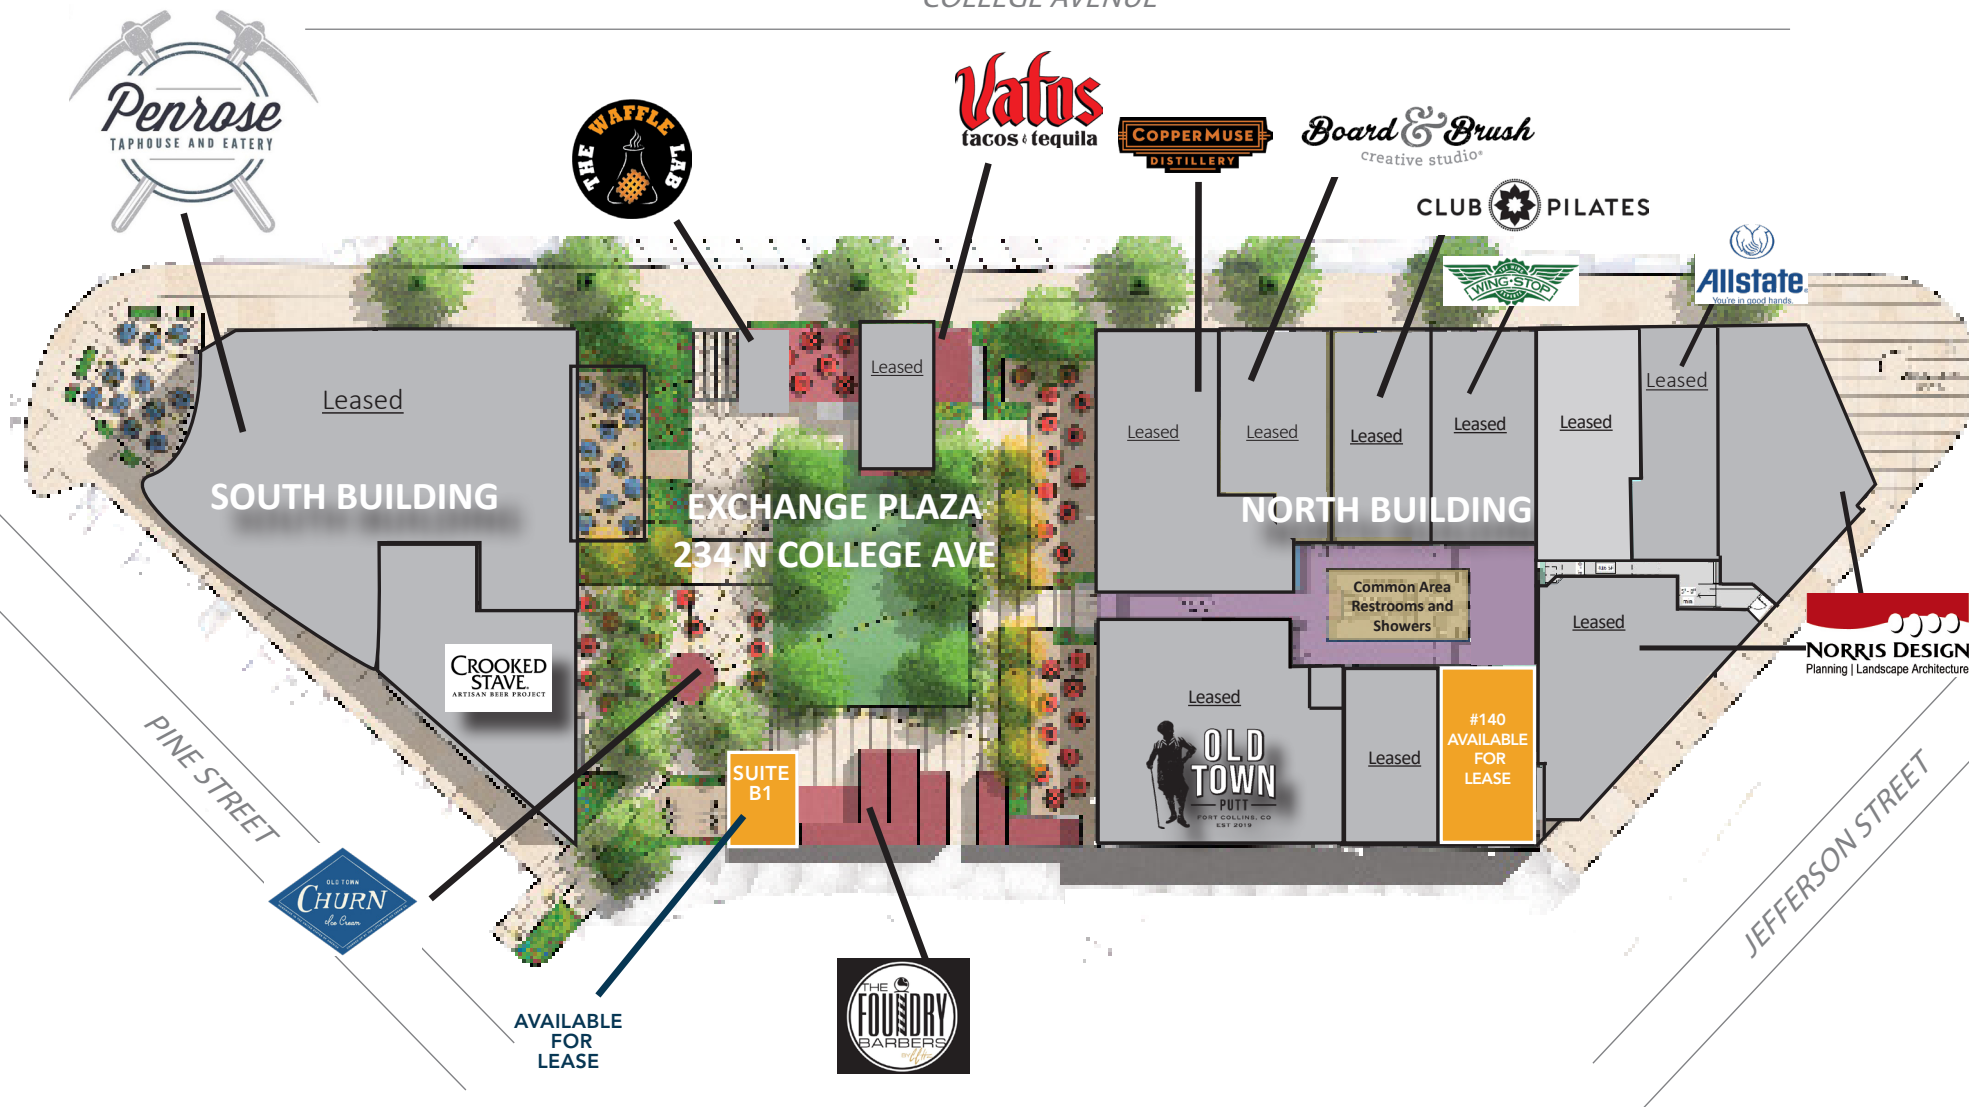 COLLEGE AVENUE
Penrose
TAPHOUSE AND EATERY
THE WAFFLE LAB
Vatos
tacos & tequila
COPPERMUSE
DISTILLERY
Board & Brush
creative studio
CLUB PILATES
WING·STOP
Allstate
You're in good hands.
Leased
Leased
Leased
Leased
Leased
Leased
Leased
Leased
SOUTH BUILDING
EXCHANGE PLAZA
234 N COLLEGE AVE
NORTH BUILDING
Common Area
Restrooms and
Showers
Leased
NORRIS DESIGN
Planning | Landscape Architecture
CROOKED
STAVE
ARTISAN BEER PROJECT
Leased
OLD
TOWN
PUTT
FORT COLLINS, CO
EST 2019
Leased
#140
AVAILABLE
FOR
LEASE
SUITE
B1
PINE STREET
JEFFERSON STREET
OLD TOWN
CHURN
Ice Cream
AVAILABLE
FOR
LEASE
THE
FOUNDRY
BARBERS